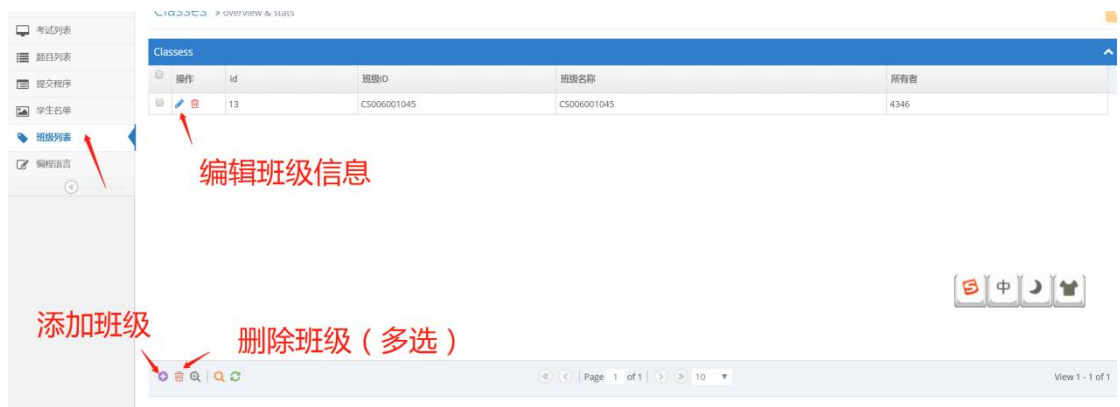 Classes » overview & stats
考试列表
题目列表
提交程序
学生名单
班级列表
编程语言
Classess
操作 Id 班级ID 班级名称 所有者
13 CS006001045 CS006001045 4346
编辑班级信息
中
添加班级
删除班级（多选）
Page 1 of 1 10
View 1 - 1 of 1